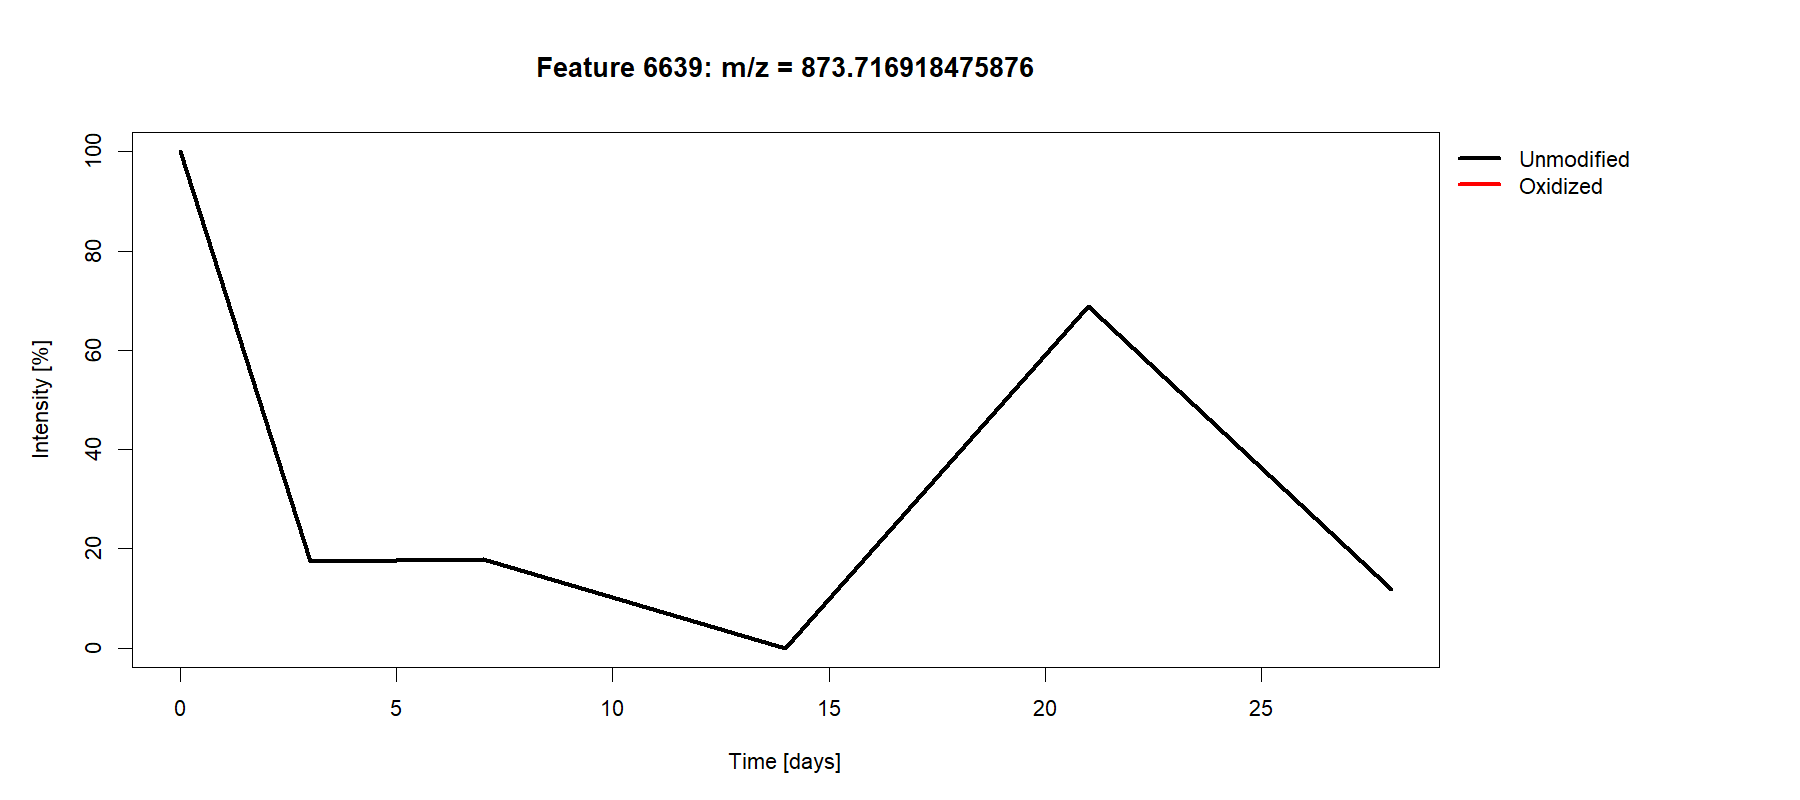 Feature 6639: m/z = 873.716918475876
Unmodified
Oxidized
Intensity [%]
100
80
60
40
20
0
0 5 10 15 20 25
Time [days]